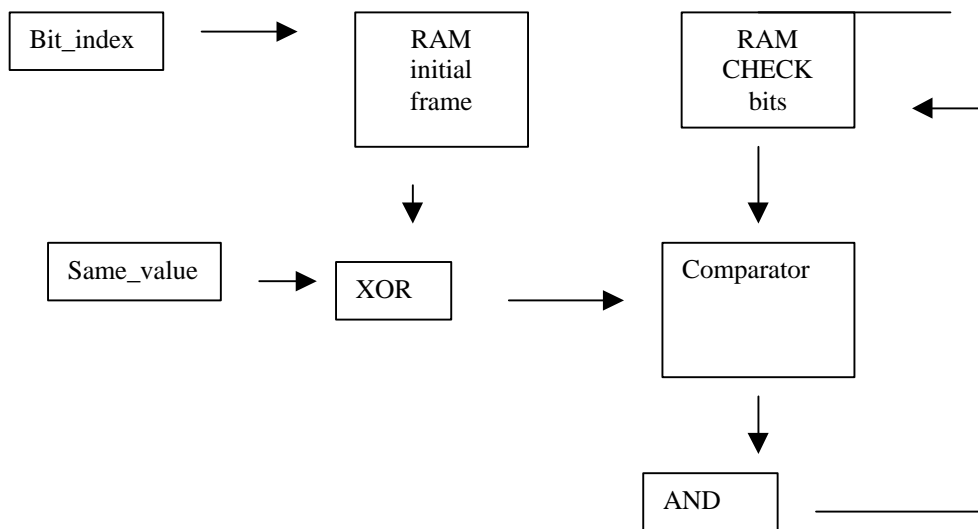 Bit_index
RAM
initial
frame
RAM
CHECK
bits
Same_value
XOR
Comparator
AND